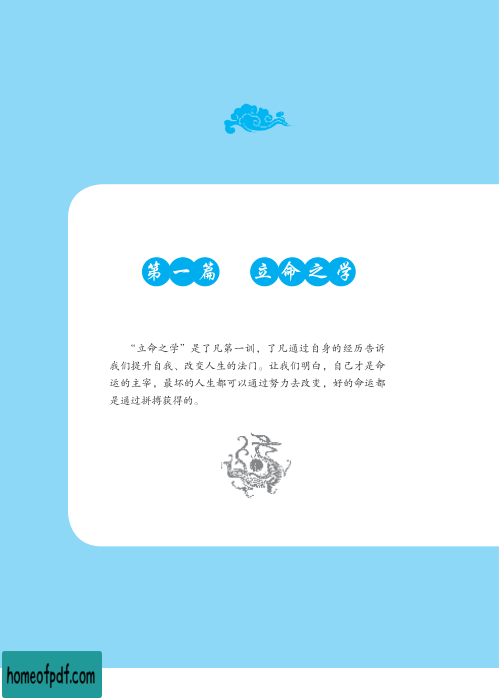 第一篇 立命之学
“立命之学”是了凡第一训，了凡通过自身的经历告诉
我们提升自我、改变人生的法门。让我们明白，自己才是命
运的主宰，最坏的人生都可以通过努力去改变，好的命运都
是通过拼搏获得的。
homeofpdf.com